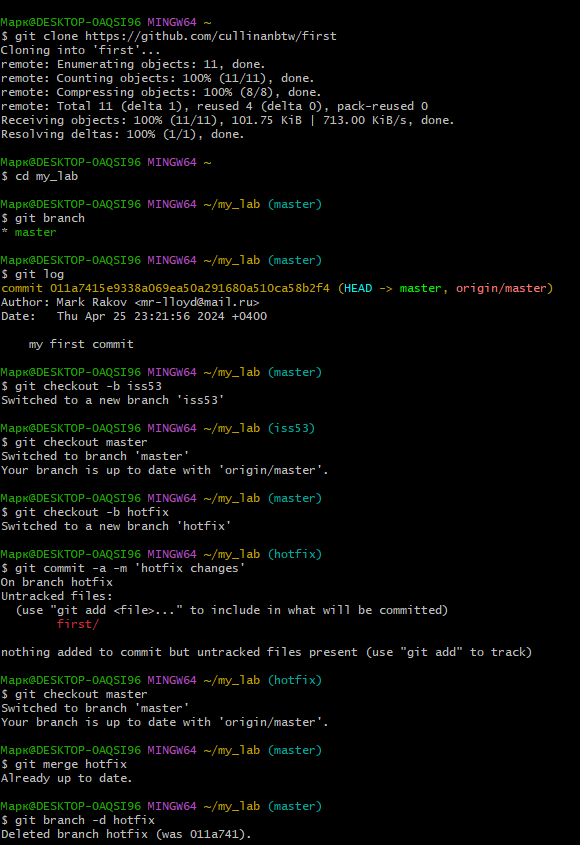 Марк@DESKTOP-OAQSI96 MINGW64 ~
$ git clone https://github.com/cullinanbtw/first
Cloning into 'first'...
remote: Enumerating objects: 11, done.
remote: Counting objects: 100% (11/11), done.
remote: Compressing objects: 100% (8/8), done.
remote: Total 11 (delta 1), reused 4 (delta 0), pack-reused 0
Receiving objects: 100% (11/11), 101.75 KiB | 713.00 KiB/s, done.
Resolving deltas: 100% (1/1), done.
Марк@DESKTOP-OAQSI96 MINGW64 ~
$ cd my_lab
Марк@DESKTOP-OAQSI96 MINGW64 ~/my_lab (master)
$ git branch
* master
Марк@DESKTOP-OAQSI96 MINGW64 ~/my_lab (master)
$ git log
commit 011a7415e9338a069ea50a291680a510ca58b2f4 (HEAD -> master, origin/master)
Author: Mark Rakov <mr-lloyd@mail.ru>
Date:   Thu Apr 25 23:21:56 2024 +0400
    my first commit
Марк@DESKTOP-OAQSI96 MINGW64 ~/my_lab (master)
$ git checkout -b iss53
Switched to a new branch 'iss53'
Марк@DESKTOP-OAQSI96 MINGW64 ~/my_lab (iss53)
$ git checkout master
Switched to branch 'master'
Your branch is up to date with 'origin/master'.
Марк@DESKTOP-OAQSI96 MINGW64 ~/my_lab (master)
$ git checkout -b hotfix
Switched to a new branch 'hotfix'
Марк@DESKTOP-OAQSI96 MINGW64 ~/my_lab (hotfix)
$ git commit -a -m 'hotfix changes'
On branch hotfix
Untracked files:
  (use "git add <file>..." to include in what will be committed)
        first/
nothing added to commit but untracked files present (use "git add" to track)
Марк@DESKTOP-OAQSI96 MINGW64 ~/my_lab (hotfix)
$ git checkout master
Switched to branch 'master'
Your branch is up to date with 'origin/master'.
Марк@DESKTOP-OAQSI96 MINGW64 ~/my_lab (master)
$ git merge hotfix
Already up to date.
Марк@DESKTOP-OAQSI96 MINGW64 ~/my_lab (master)
$ git branch -d hotfix
Deleted branch hotfix (was 011a741).